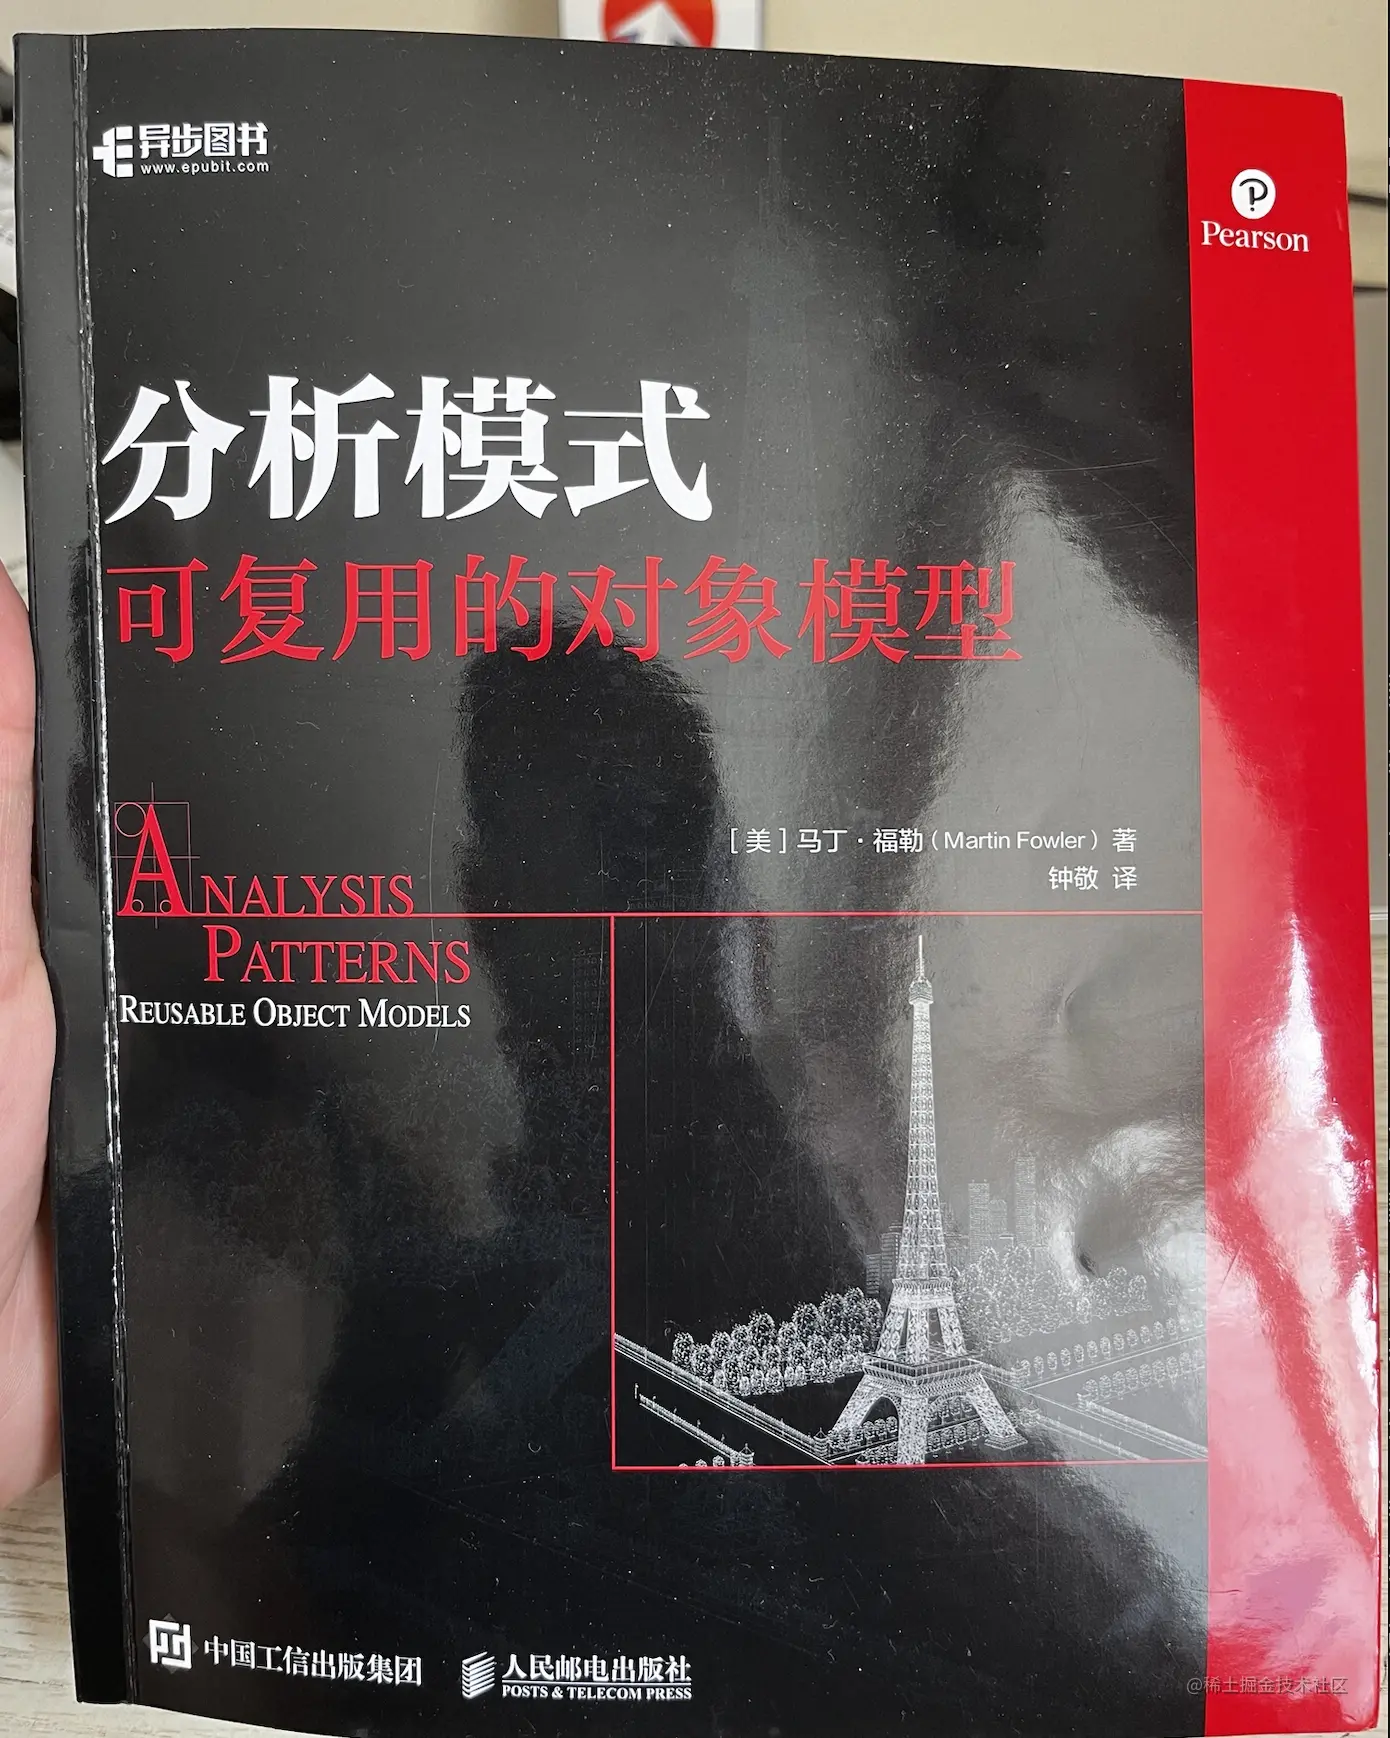 异步图书
www.epubit.com
Pearson
分析模式
可复用的对象模型
ANALYSIS
PATTERNS
REUSABLE OBJECT MODELS
［美］马丁·福勒（Martin Fowler）著
钟敬 译
中国工信出版集团
人民邮电出版社
POSTS & TELECOM PRESS
@稀土掘金技术社区